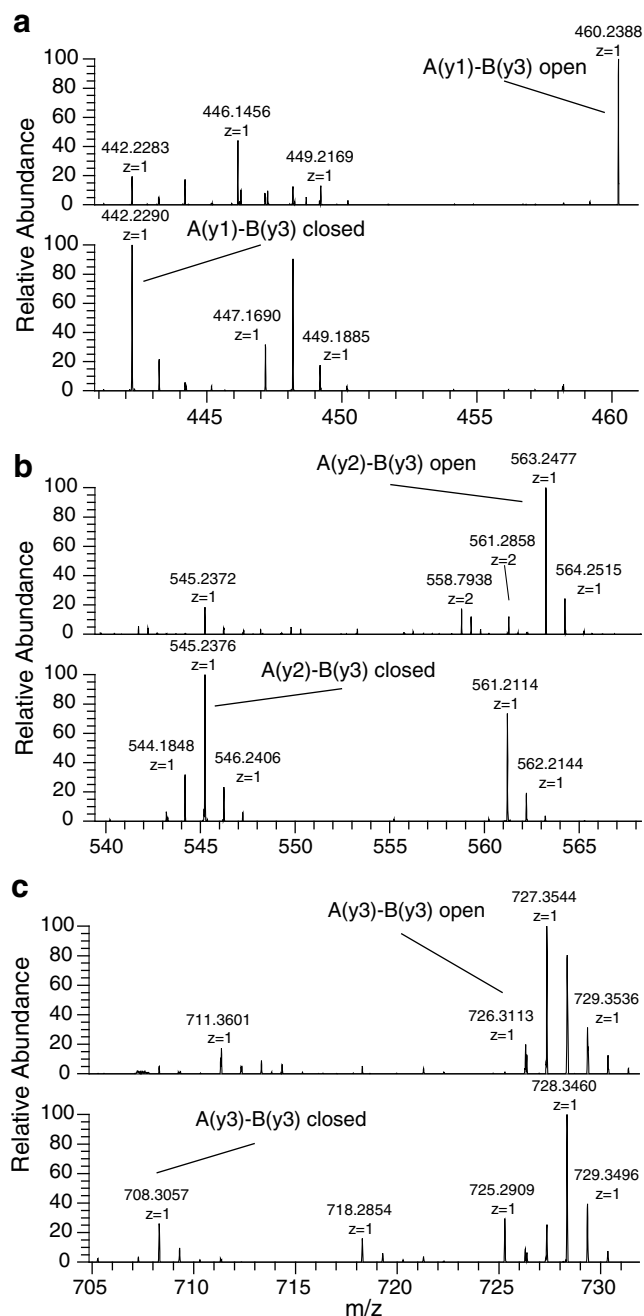 a
460.2388
z=1
A(y1)-B(y3) open
100
80
60
40
20
0
446.1456
z=1
442.2283
z=1
449.2169
z=1
Relative Abundance
442.2290
z=1
A(y1)-B(y3) closed
100
80
60
40
20
0
447.1690
z=1
449.1885
z=1
445
450
455
460
b
A(y2)-B(y3) open
563.2477
z=1
100
80
60
40
20
0
561.2858
z=2
545.2372
z=1
558.7938
z=2
564.2515
z=1
Relative Abundance
545.2376
z=1
A(y2)-B(y3) closed
100
80
60
40
20
0
561.2114
z=1
544.1848
z=1
546.2406
z=1
562.2144
z=1
540
545
550
555
560
565
c
727.3544
z=1
A(y3)-B(y3) open
100
80
60
40
20
0
711.3601
z=1
726.3113
z=1
729.3536
z=1
Relative Abundance
728.3460
z=1
A(y3)-B(y3) closed
100
80
60
40
20
0
708.3057
z=1
718.2854
z=1
725.2909
z=1
729.3496
z=1
705
710
715
720
725
730
m/z